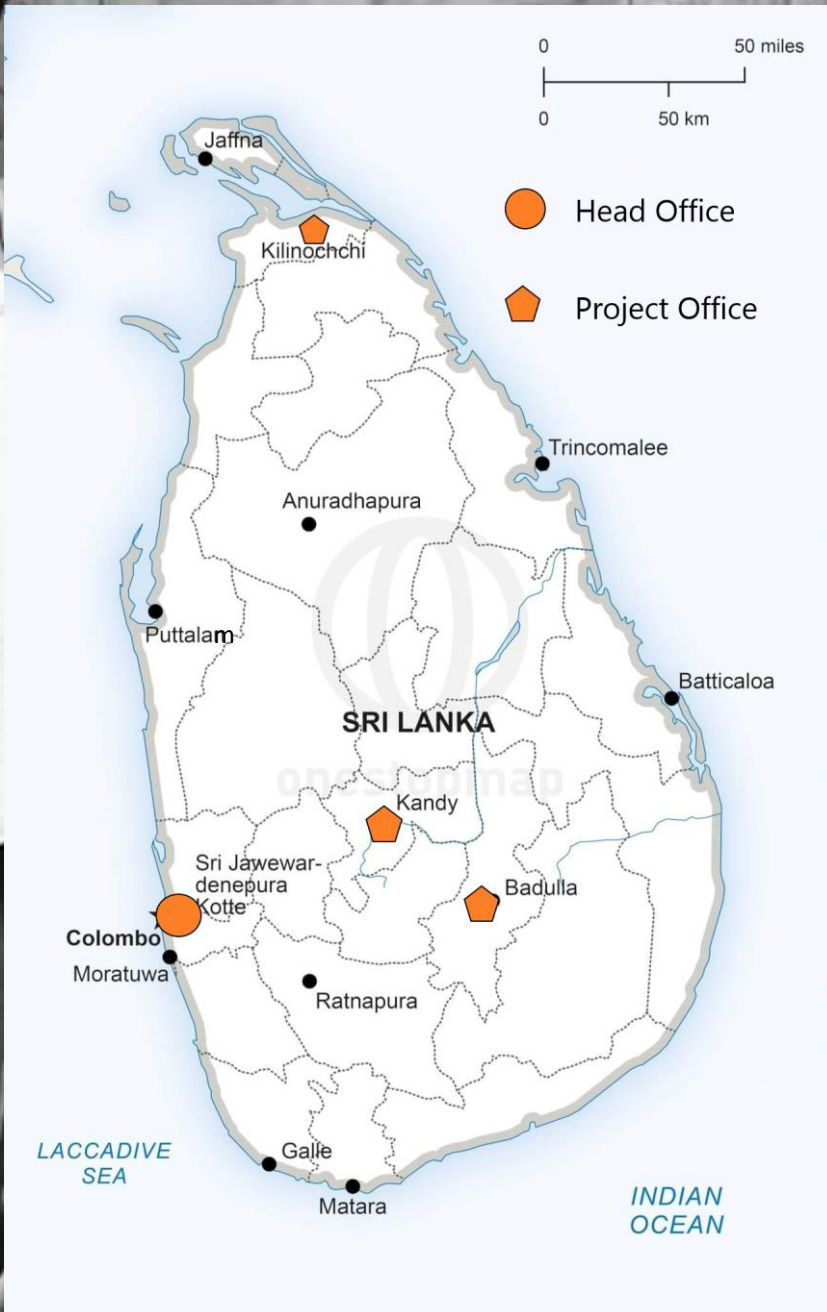 0 50 miles
0 50 km
Jaffna
Head Office
Kilinochchi
Project Office
Trincomalee
Anuradhapura
Puttalam
Batticaloa
SRI LANKA
onestopmap
Kandy
Sri Jawewar-
denepura
Kotte
Badulla
Colombo
Moratuwa
Ratnapura
LACCADIVE
SEA
Galle
Matara
INDIAN
OCEAN